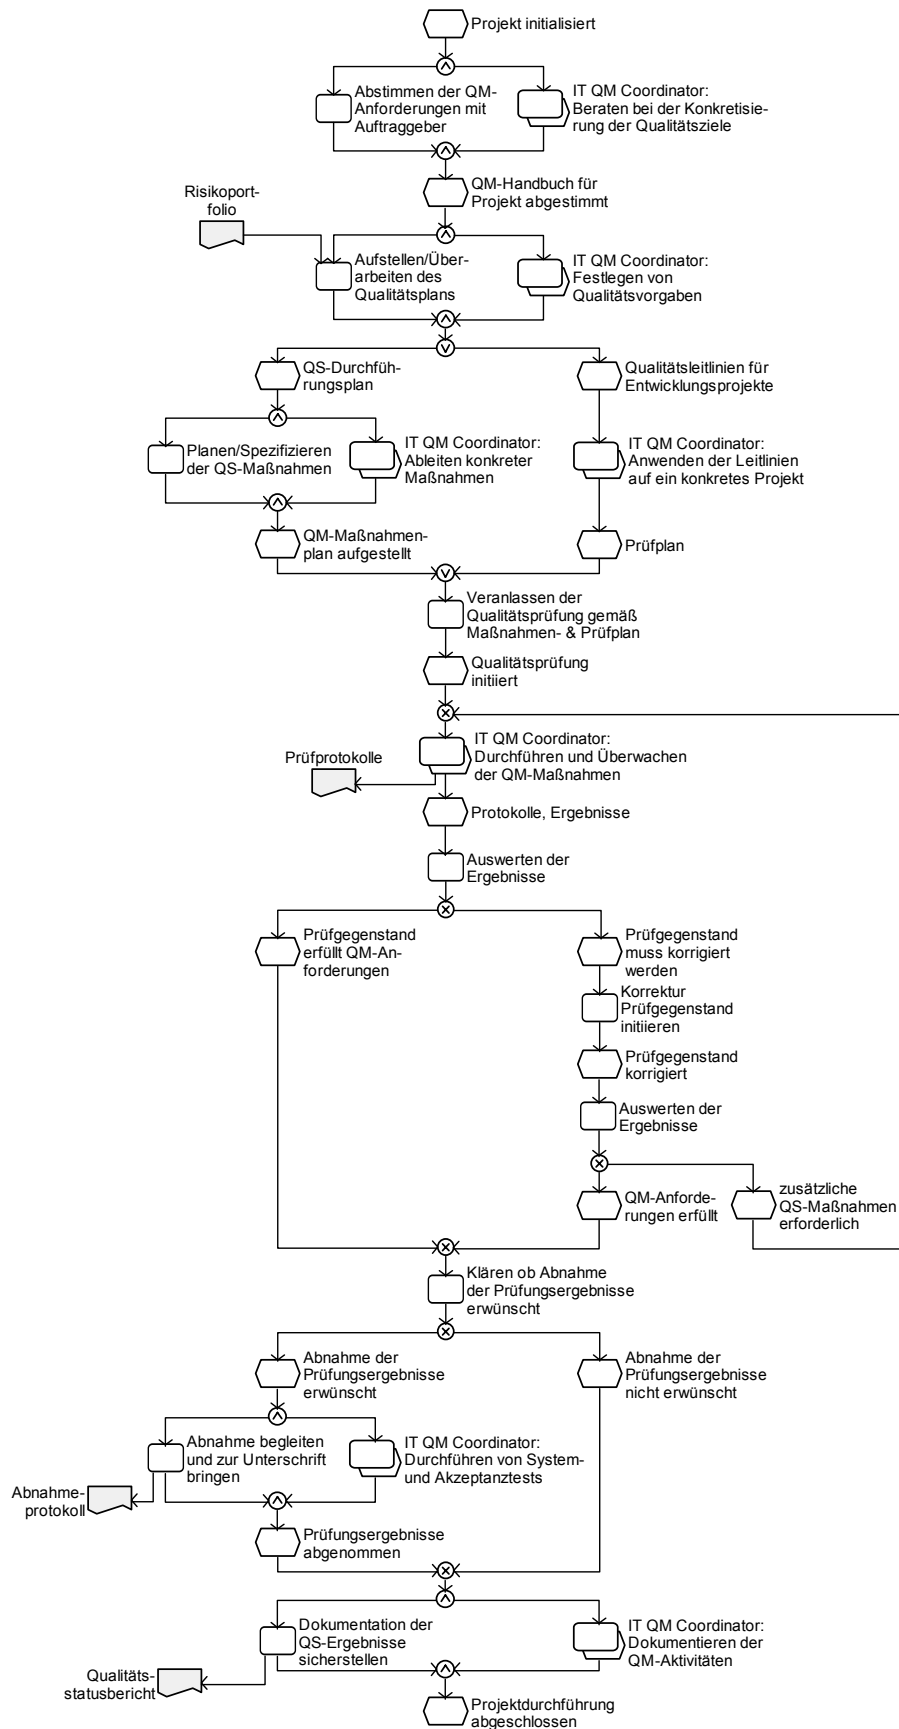 Projekt initialisiert
Abstimmen der QM-
Anforderungen mit
Auftraggeber
IT QM Coordinator:
Beraten bei der Konkretisie-
rung der Qualitätsziele
QM-Handbuch für
Projekt abgestimmt
Risikoport-
folio
Aufstellen/Über-
arbeiten des
Qualitätsplans
IT QM Coordinator:
Festlegen von
Qualitätsvorgaben
QS-Durchfüh-
rungsplan
Qualitätsleitlinien für
Entwicklungsprojekte
Planen/Spezifizieren
der QS-Maßnahmen
IT QM Coordinator:
Ableiten konkreter
Maßnahmen
IT QM Coordinator:
Anwenden der Leitlinien
auf ein konkretes Projekt
QM-Maßnahmen-
plan aufgestellt
Prüfplan
Veranlassen der
Qualitätsprüfung gemäß
Maßnahmen- & Prüfplan
Qualitätsprüfung
initiiert
IT QM Coordinator:
Durchführen und Überwachen
der QM-Maßnahmen
Prüfprotokolle
Protokolle, Ergebnisse
Auswerten der
Ergebnisse
Prüfgegenstand
erfüllt QM-An-
forderungen
Prüfgegenstand
muss korrigiert
werden
Korrektur
Prüfgegenstand
initiieren
Prüfgegenstand
korrigiert
Auswerten der
Ergebnisse
QM-Anforde-
rungen erfüllt
zusätzliche
QS-Maßnahmen
erforderlich
Klären ob Abnahme
der Prüfungsergebnisse
erwünscht
Abnahme der
Prüfungsergebnisse
erwünscht
Abnahme der
Prüfungsergebnisse
nicht erwünscht
Abnahme begleiten
und zur Unterschrift
bringen
IT QM Coordinator:
Durchführen von System-
und Akzeptanztests
Abnahme-
protokoll
Prüfungsergebnisse
abgenommen
Dokumentation der
QS-Ergebnisse
sicherstellen
IT QM Coordinator:
Dokumentieren der
QM-Aktivitäten
Qualitäts-
statusbericht
Projektdurchführung
abgeschlossen